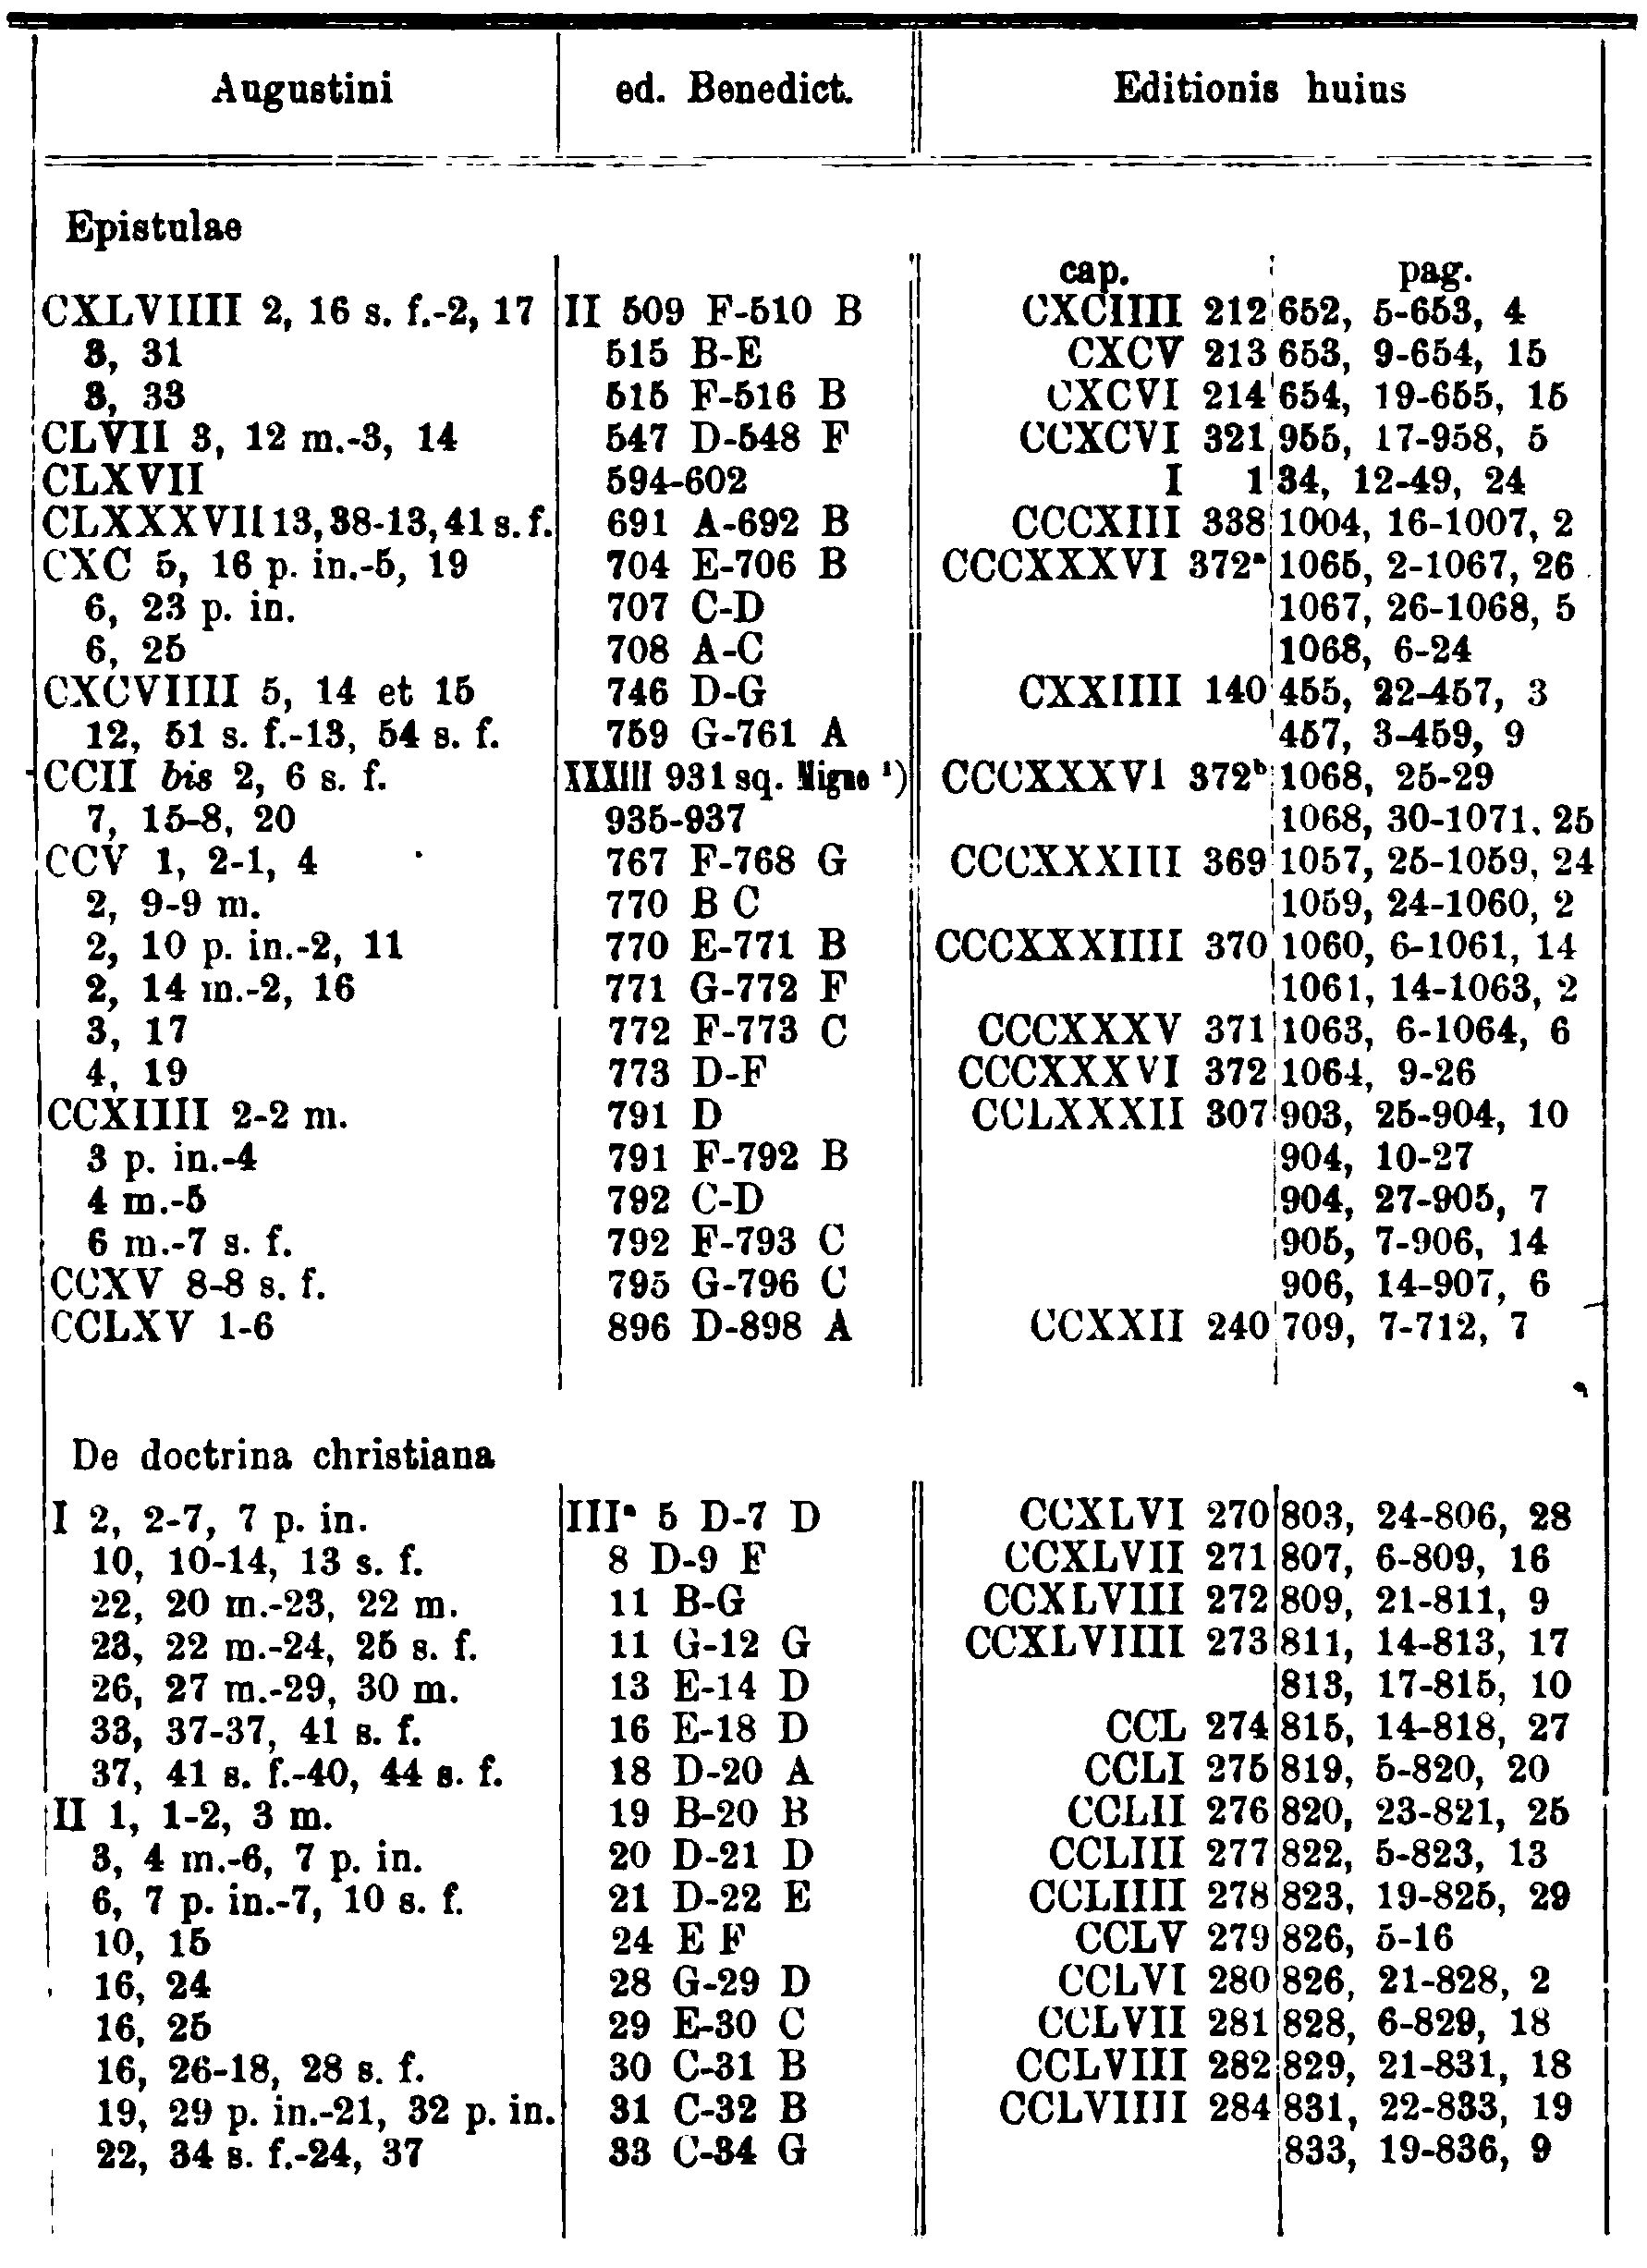 Augustini ed. Benedict. Editionis huius
Epistulae
cap. pag.
CXLVIIII 2, 16 s. f.-2, 17 II 509 F-510 B CXCIIII 212 652, 5-653, 4
3, 31 515 B-E CXCV 213 653, 9-654, 15
3, 33 515 F-516 B CXCVI 214 654, 19-655, 15
CLVII 3, 12 m.-3, 14 547 D-548 F CCXCVI 321 955, 17-958, 5
CLXVII 594-602 I 1 34, 12-49, 24
CLXXXVII 13, 38-13, 41 s. f. 691 A-692 B CCCXIII 338 1004, 16-1007, 2
CXC 5, 16 p. in.-5, 19 704 E-706 B CCCXXXVI 372ᵃ 1065, 2-1067, 26
6, 23 p. in. 707 C-D 1067, 26-1068, 5
6, 25 708 A-C 1068, 6-24
CXCVIIII 5, 14 et 15 746 D-G CXXIIII 140 455, 22-457, 3
12, 51 s. f.-13, 54 s. f. 759 G-761 A 457, 3-459, 9
CCII bis 2, 6 s. f. XXXIII 931 sq. Migne ¹) CCCXXXVI 372ᵇ 1068, 25-29
7, 15-8, 20 935-937 1068, 30-1071, 25
CCV 1, 2-1, 4 767 F-768 G CCCXXXIII 369 1057, 25-1059, 24
2, 9-9 m. 770 B C 1059, 24-1060, 2
2, 10 p. in.-2, 11 770 E-771 B CCCXXXIIII 370 1060, 6-1061, 14
2, 14 m.-2, 16 771 G-772 F 1061, 14-1063, 2
3, 17 772 F-773 C CCCXXXV 371 1063, 6-1064, 6
4, 19 773 D-F CCCXXXVI 372 1064, 9-26
CCXIIII 2-2 m. 791 D CCLXXXII 307 903, 25-904, 10
3 p. in.-4 791 F-792 B 904, 10-27
4 m.-5 792 C-D 904, 27-905, 7
6 m.-7 s. f. 792 F-793 C 905, 7-906, 14
CCXV 8-8 s. f. 795 G-796 C 906, 14-907, 6
CCLXV 1-6 896 D-898 A CCXXII 240 709, 7-712, 7
De doctrina christiana
I 2, 2-7, 7 p. in. IIIᵃ 5 D-7 D CCXLVI 270 803, 24-806, 28
10, 10-14, 13 s. f. 8 D-9 F CCXLVII 271 807, 6-809, 16
22, 20 m.-23, 22 m. 11 B-G CCXLVIII 272 809, 21-811, 9
23, 22 m.-24, 25 s. f. 11 G-12 G CCXLVIIII 273 811, 14-813, 17
26, 27 m.-29, 30 m. 13 E-14 D 813, 17-815, 10
33, 37-37, 41 s. f. 16 E-18 D CCL 274 815, 14-818, 27
37, 41 s. f.-40, 44 s. f. 18 D-20 A CCLI 275 819, 5-820, 20
II 1, 1-2, 3 m. 19 B-20 B CCLII 276 820, 23-821, 25
3, 4 m.-6, 7 p. in. 20 D-21 D CCLIII 277 822, 5-823, 13
6, 7 p. in.-7, 10 s. f. 21 D-22 E CCLIIII 278 823, 19-825, 29
10, 15 24 E F CCLV 279 826, 5-16
16, 24 28 G-29 D CCLVI 280 826, 21-828, 2
16, 25 29 E-30 C CCLVII 281 828, 6-829, 18
16, 26-18, 28 s. f. 30 C-31 B CCLVIII 282 829, 21-831, 18
19, 29 p. in.-21, 32 p. in. 31 C-32 B CCLVIIII 284 831, 22-833, 19
22, 34 s. f.-24, 37 33 C-34 G 833, 19-836, 9